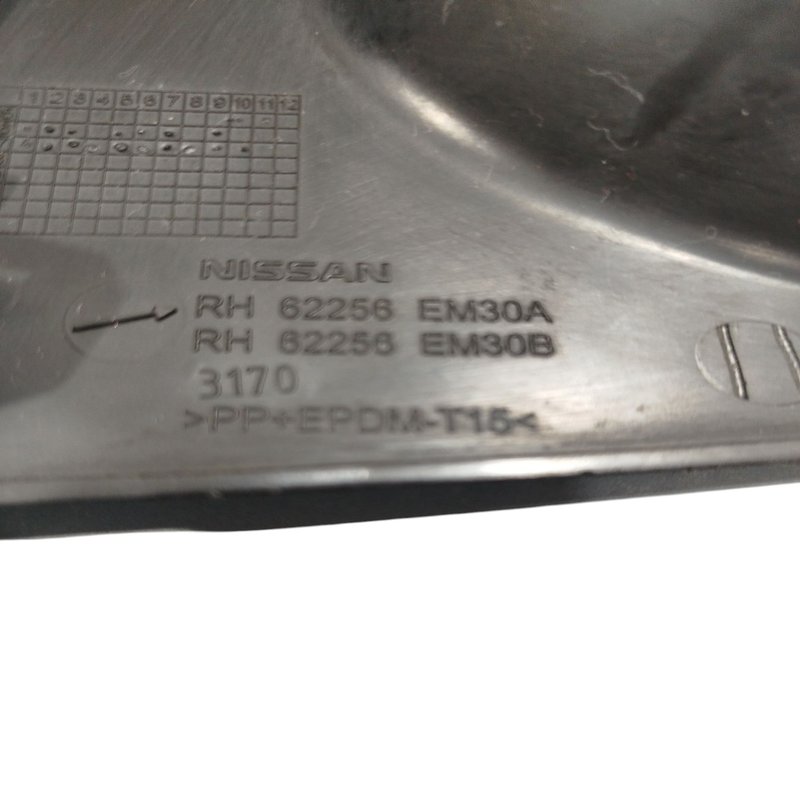 1 2 3 4 5 6 7 8 9 10 11 12
NISSAN
RH 62256 EM30A
RH 62256 EM30B
3170
>PP+EPDM-T15<